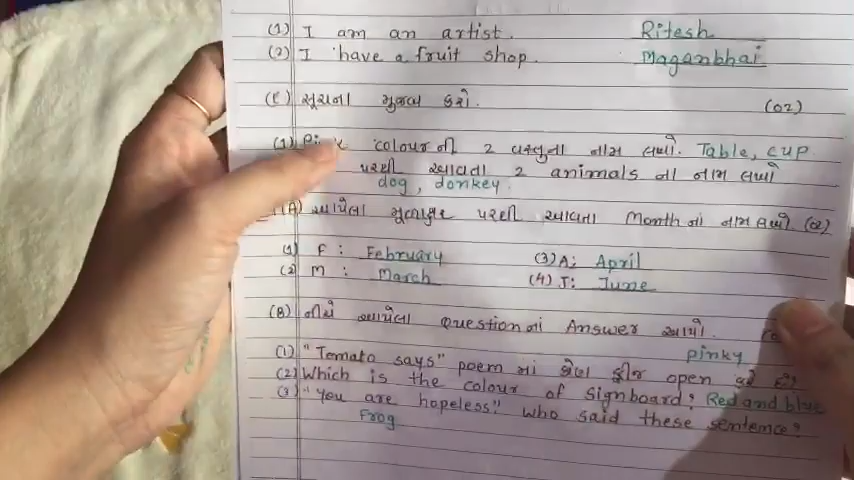 (1) I am an artist. Ritesh
(2) I have a fruit shop. Maganbhai
(C) સૂચના મુજબ કરો. (02)
(1) colour ની 2 વસ્તુના નામ લખો. Table, cup
પરથી આવતા 2 animals ના નામ લખો
dog, donkey.
(A) આપેલા મૂળાક્ષર પરથી આવતા Month નાં નામ લખો. (02)
(1) F : February (3) A: April
(2) M : March (4) J: June
(B) નીચે આપેલા Question નાં Answer આપો.
pinky
(1) "Tomato says" poem માં કોણ open કરે છે?
(2) Which is the colour of signboard? Red and blue
(3) "You are hopeless." who said these sentence?
Frog